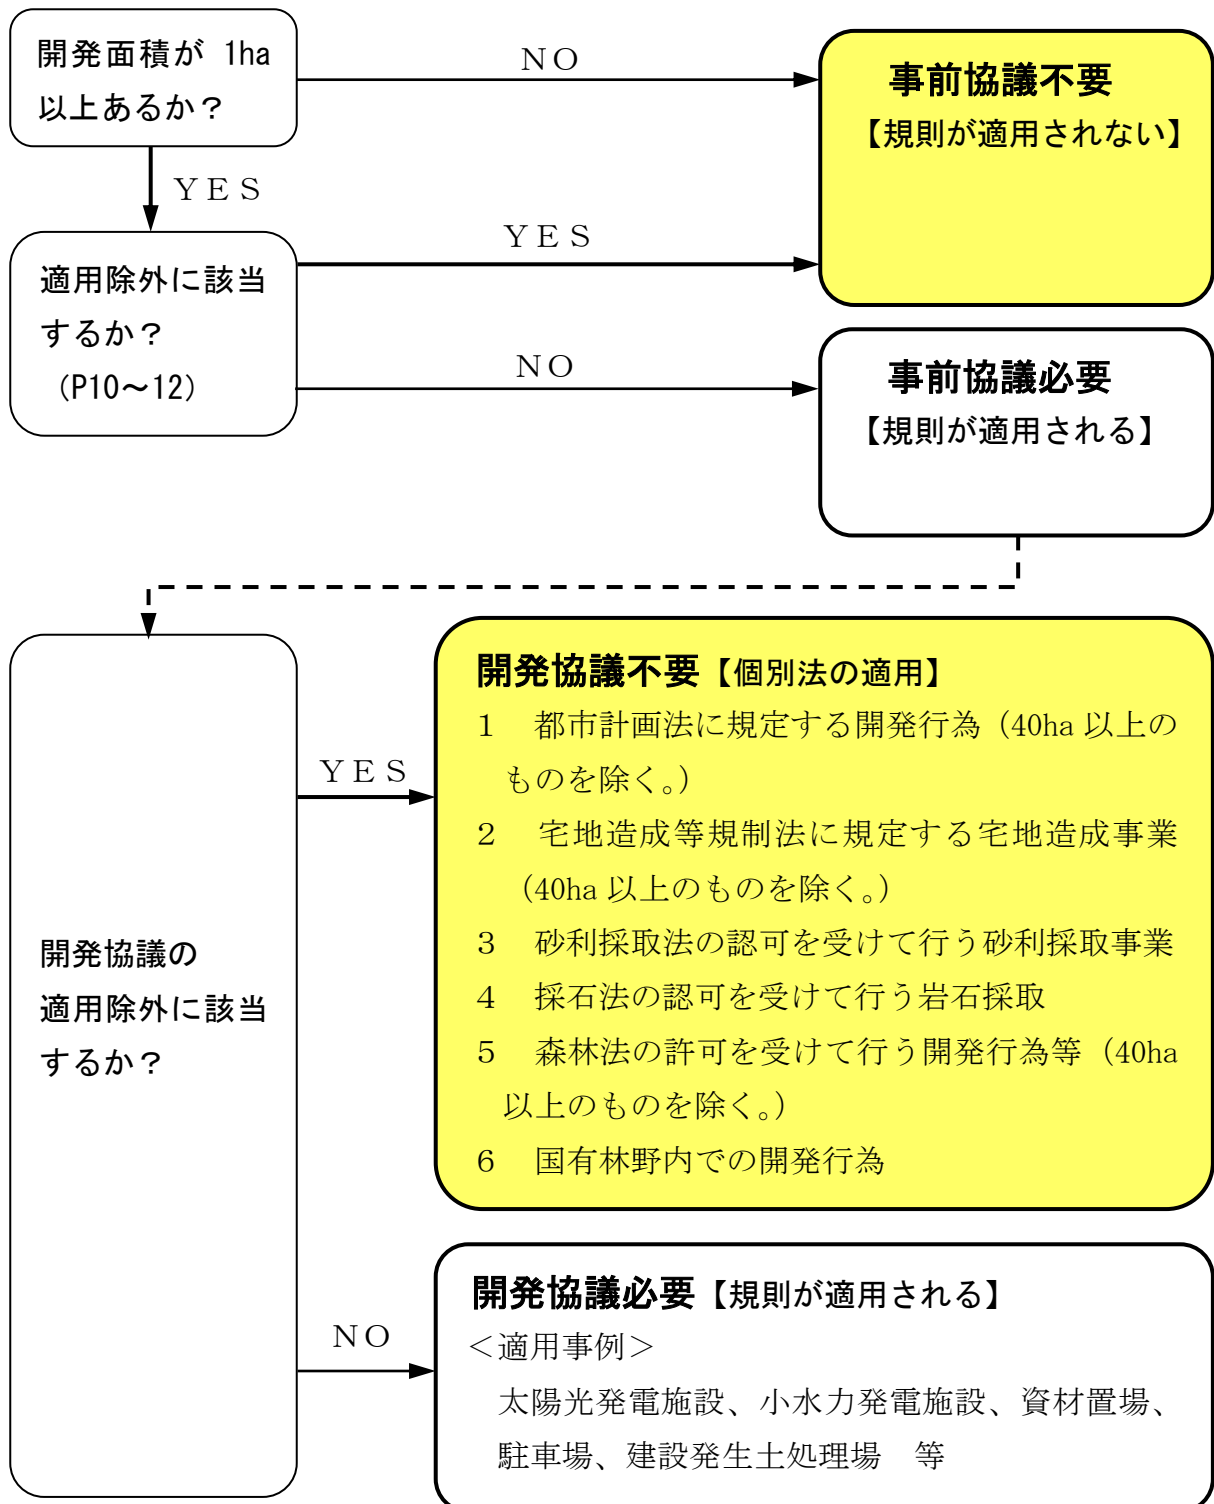 開発面積が 1ha
以上あるか？
NO
事前協議不要
【規則が適用されない】
YES
適用除外に該当
するか？
（P10～12）
YES
NO
事前協議必要
【規則が適用される】
開発協議の
適用除外に該当
するか？
YES
開発協議不要【個別法の適用】
１　都市計画法に規定する開発行為（40ha 以上の
ものを除く。）
２　宅地造成等規制法に規定する宅地造成事業
（40ha 以上のものを除く。）
３　砂利採取法の認可を受けて行う砂利採取事業
４　採石法の認可を受けて行う岩石採取
５　森林法の許可を受けて行う開発行為等（40ha
以上のものを除く。）
６　国有林野内での開発行為
NO
開発協議必要【規則が適用される】
＜適用事例＞
太陽光発電施設、小水力発電施設、資材置場、
駐車場、建設発生土処理場　等